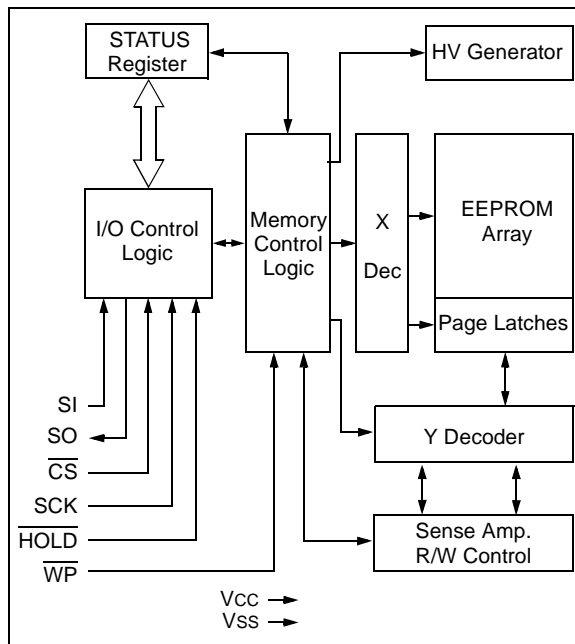 STATUS
Register
HV Generator
I/O Control
Logic
Memory
Control
Logic
X
Dec
EEPROM
Array
Page Latches
SI
SO
CS
SCK
HOLD
WP
Y Decoder
Sense Amp.
R/W Control
VCC
VSS